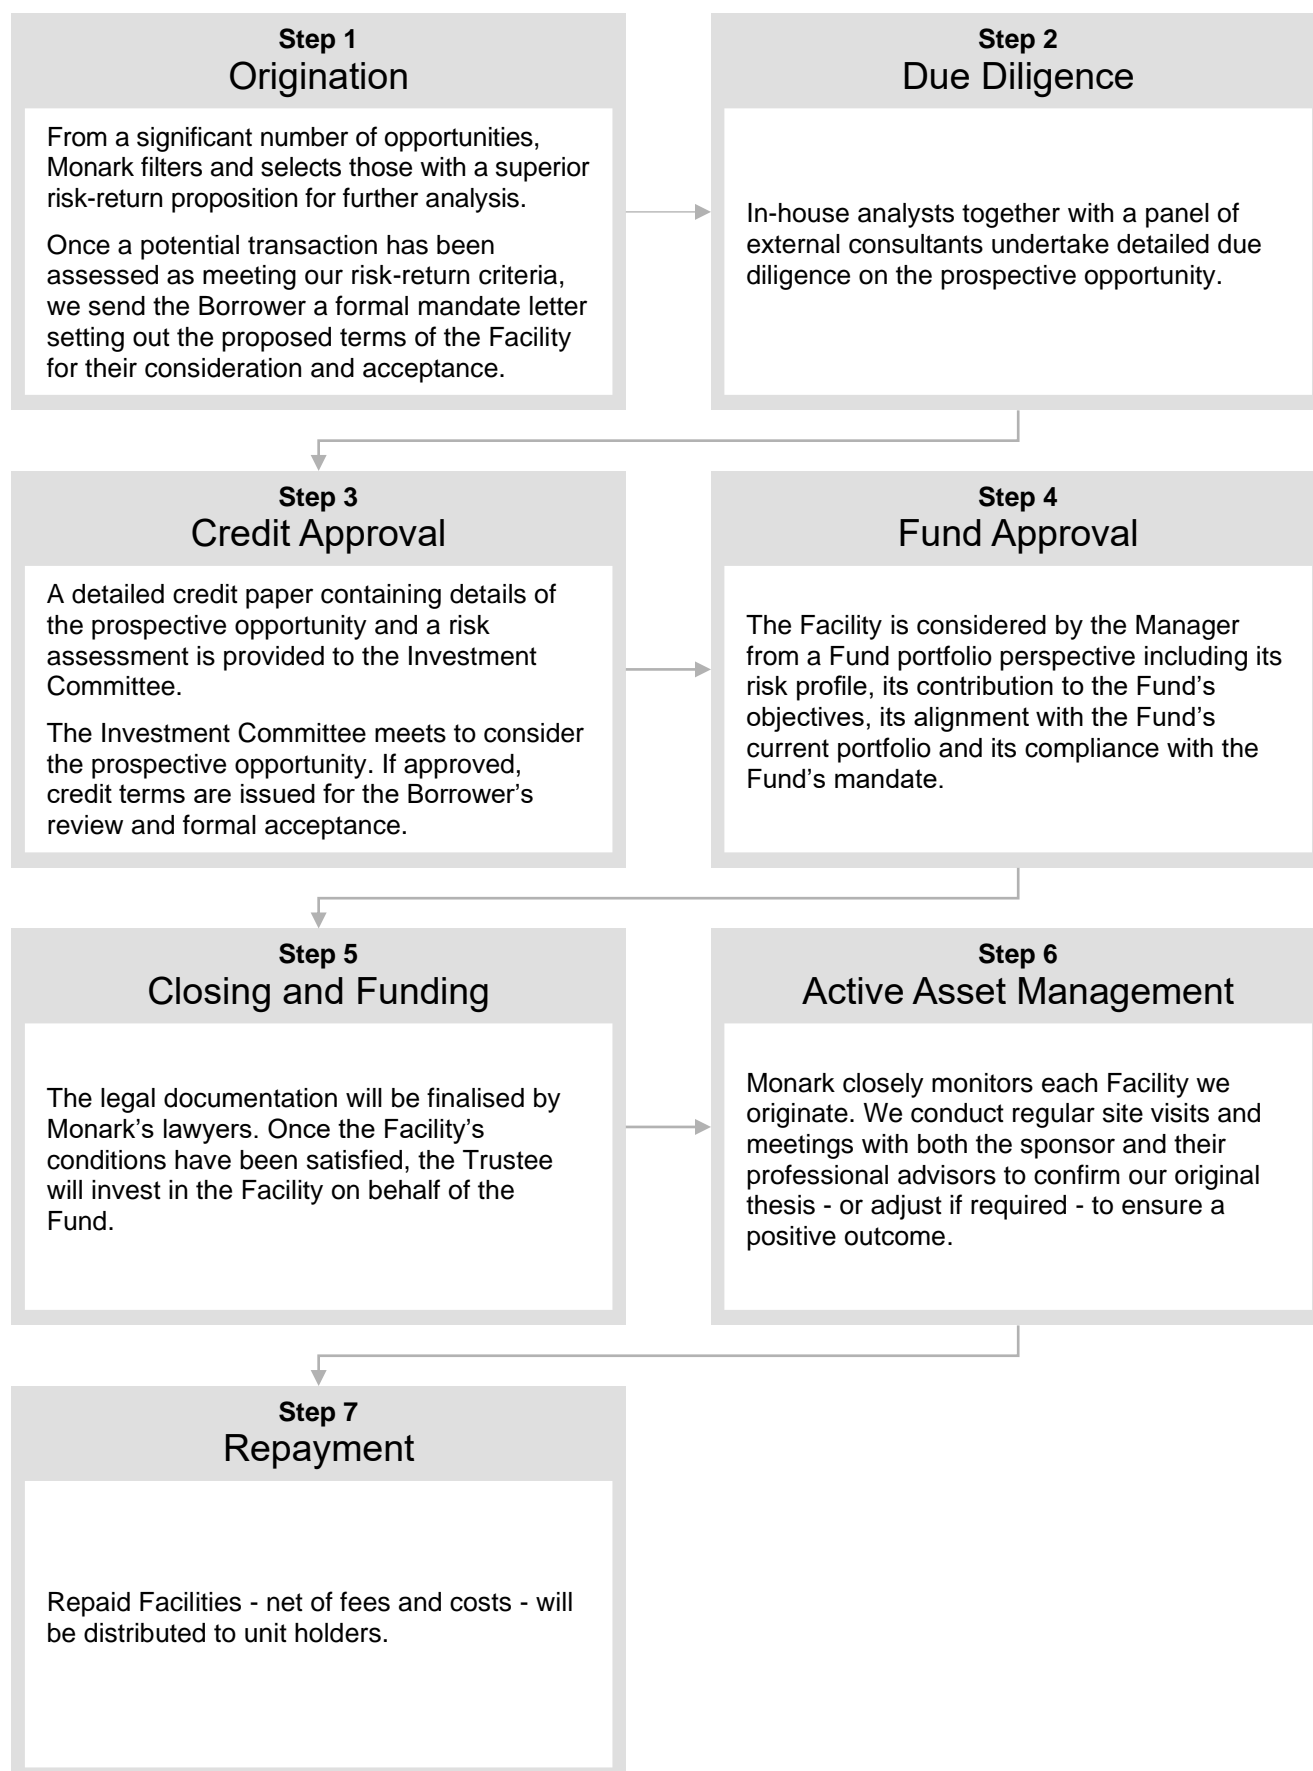 Step 1
Origination
From a significant number of opportunities,
Monark filters and selects those with a superior
risk-return proposition for further analysis.
Once a potential transaction has been
assessed as meeting our risk-return criteria,
we send the Borrower a formal mandate letter
setting out the proposed terms of the Facility
for their consideration and acceptance.
Step 2
Due Diligence
In-house analysts together with a panel of
external consultants undertake detailed due
diligence on the prospective opportunity.
Step 3
Credit Approval
A detailed credit paper containing details of
the prospective opportunity and a risk
assessment is provided to the Investment
Committee.
The Investment Committee meets to consider
the prospective opportunity. If approved,
credit terms are issued for the Borrower's
review and formal acceptance.
Step 4
Fund Approval
The Facility is considered by the Manager
from a Fund portfolio perspective including its
risk profile, its contribution to the Fund's
objectives, its alignment with the Fund's
current portfolio and its compliance with the
Fund's mandate.
Step 5
Closing and Funding
The legal documentation will be finalised by
Monark's lawyers. Once the Facility's
conditions have been satisfied, the Trustee
will invest in the Facility on behalf of the
Fund.
Step 6
Active Asset Management
Monark closely monitors each Facility we
originate. We conduct regular site visits and
meetings with both the sponsor and their
professional advisors to confirm our original
thesis - or adjust if required - to ensure a
positive outcome.
Step 7
Repayment
Repaid Facilities - net of fees and costs - will
be distributed to unit holders.